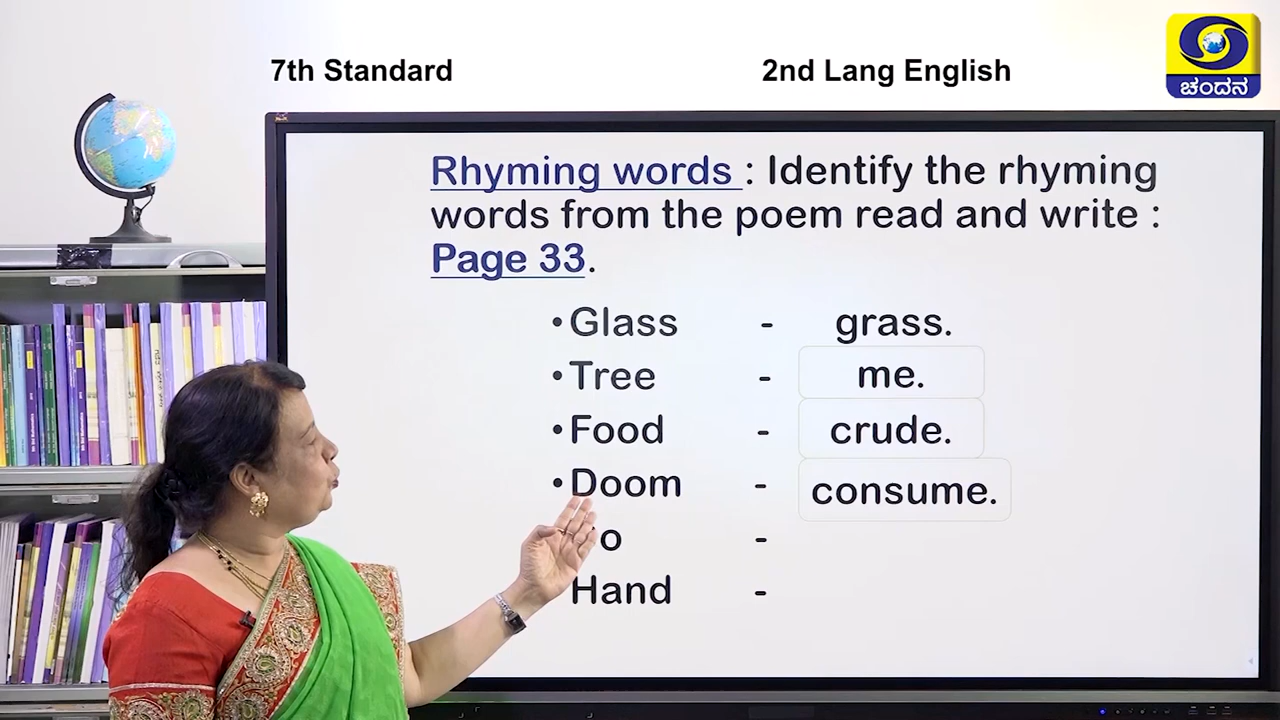 7th Standard
2nd Lang English
ಚಂದನ
Rhyming words : Identify the rhyming
words from the poem read and write :
Page 33.
•Glass - grass.
•Tree - me.
•Food - crude.
•Doom - consume.
-
Hand -